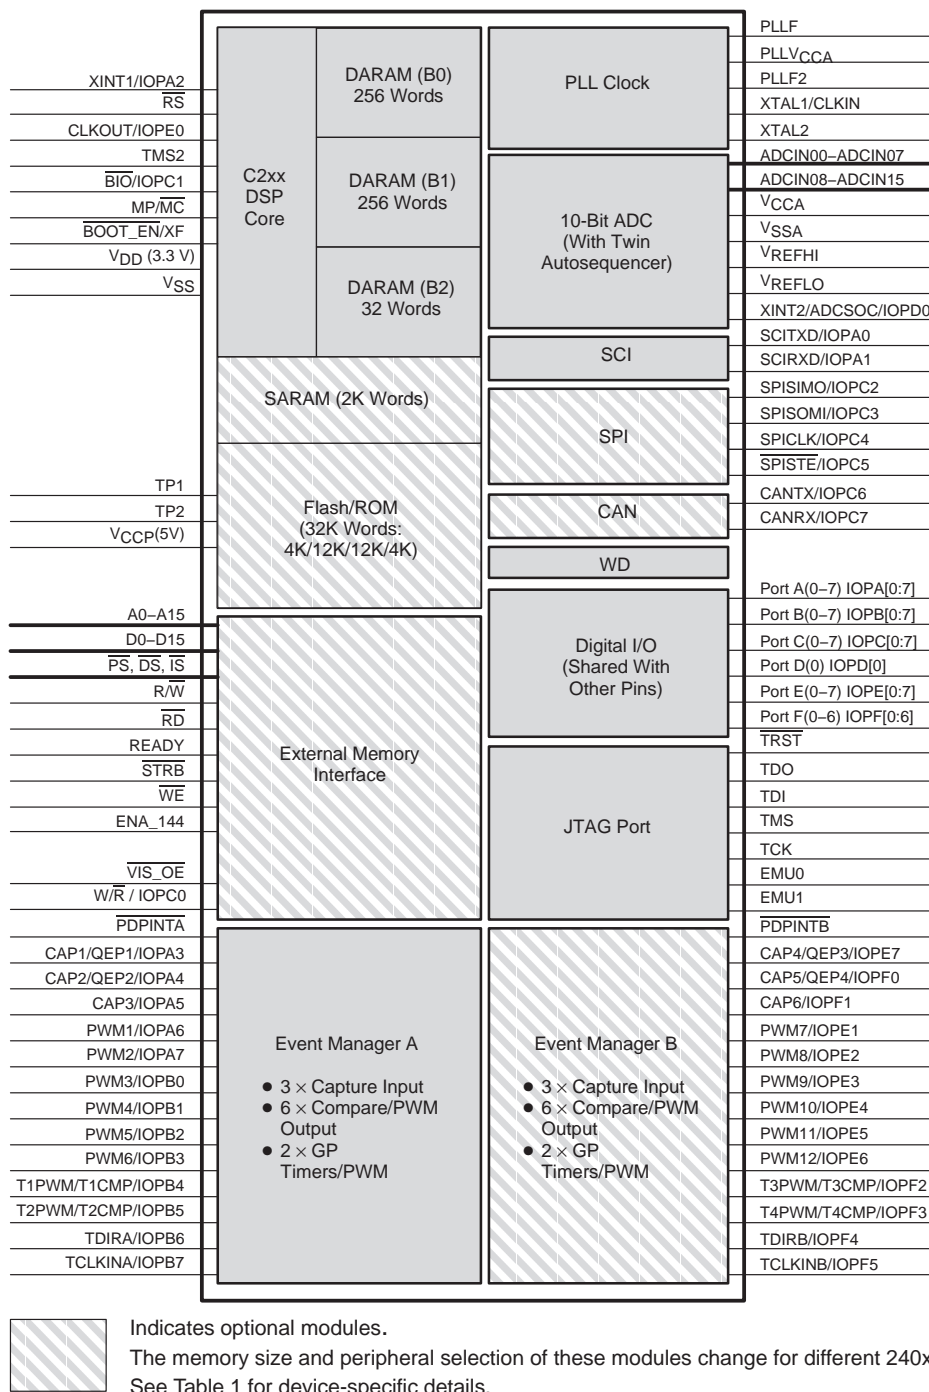 XINT1/IOPA2
RS
CLKOUT/IOPE0
TMS2
BIO/IOPC1
MP/MC
BOOT_EN/XF
VDD (3.3 V)
VSS
TP1
TP2
VCCP(5V)
A0–A15
D0–D15
PS, DS, IS
R/W
RD
READY
STRB
WE
ENA_144
VIS_OE
W/R / IOPC0
PDPINTA
CAP1/QEP1/IOPA3
CAP2/QEP2/IOPA4
CAP3/IOPA5
PWM1/IOPA6
PWM2/IOPA7
PWM3/IOPB0
PWM4/IOPB1
PWM5/IOPB2
PWM6/IOPB3
T1PWM/T1CMP/IOPB4
T2PWM/T2CMP/IOPB5
TDIRA/IOPB6
TCLKINA/IOPB7
C2xx
DSP
Core
DARAM (B0)
256 Words
DARAM (B1)
256 Words
DARAM (B2)
32 Words
SARAM (2K Words)
Flash/ROM
(32K Words:
4K/12K/12K/4K)
External Memory
Interface
Event Manager A
● 3 × Capture Input
● 6 × Compare/PWM
Output
● 2 × GP
Timers/PWM
PLL Clock
10-Bit ADC
(With Twin
Autosequencer)
SCI
SPI
CAN
WD
Digital I/O
(Shared With
Other Pins)
JTAG Port
Event Manager B
● 3 × Capture Input
● 6 × Compare/PWM
Output
● 2 × GP
Timers/PWM
PLLF
PLLVCCA
PLLF2
XTAL1/CLKIN
XTAL2
ADCIN00–ADCIN07
ADCIN08–ADCIN15
VCCA
VSSA
VREFHI
VREFLO
XINT2/ADCSOC/IOPD0
SCITXD/IOPA0
SCIRXD/IOPA1
SPISIMO/IOPC2
SPISOMI/IOPC3
SPICLK/IOPC4
SPISTE/IOPC5
CANTX/IOPC6
CANRX/IOPC7
Port A(0–7) IOPA[0:7]
Port B(0–7) IOPB[0:7]
Port C(0–7) IOPC[0:7]
Port D(0) IOPD[0]
Port E(0–7) IOPE[0:7]
Port F(0–6) IOPF[0:6]
TRST
TDO
TDI
TMS
TCK
EMU0
EMU1
PDPINTB
CAP4/QEP3/IOPE7
CAP5/QEP4/IOPF0
CAP6/IOPF1
PWM7/IOPE1
PWM8/IOPE2
PWM9/IOPE3
PWM10/IOPE4
PWM11/IOPE5
PWM12/IOPE6
T3PWM/T3CMP/IOPF2
T4PWM/T4CMP/IOPF3
TDIRB/IOPF4
TCLKINB/IOPF5
Indicates optional modules.
The memory size and peripheral selection of these modules change for different 240x
See Table 1 for device-specific details.